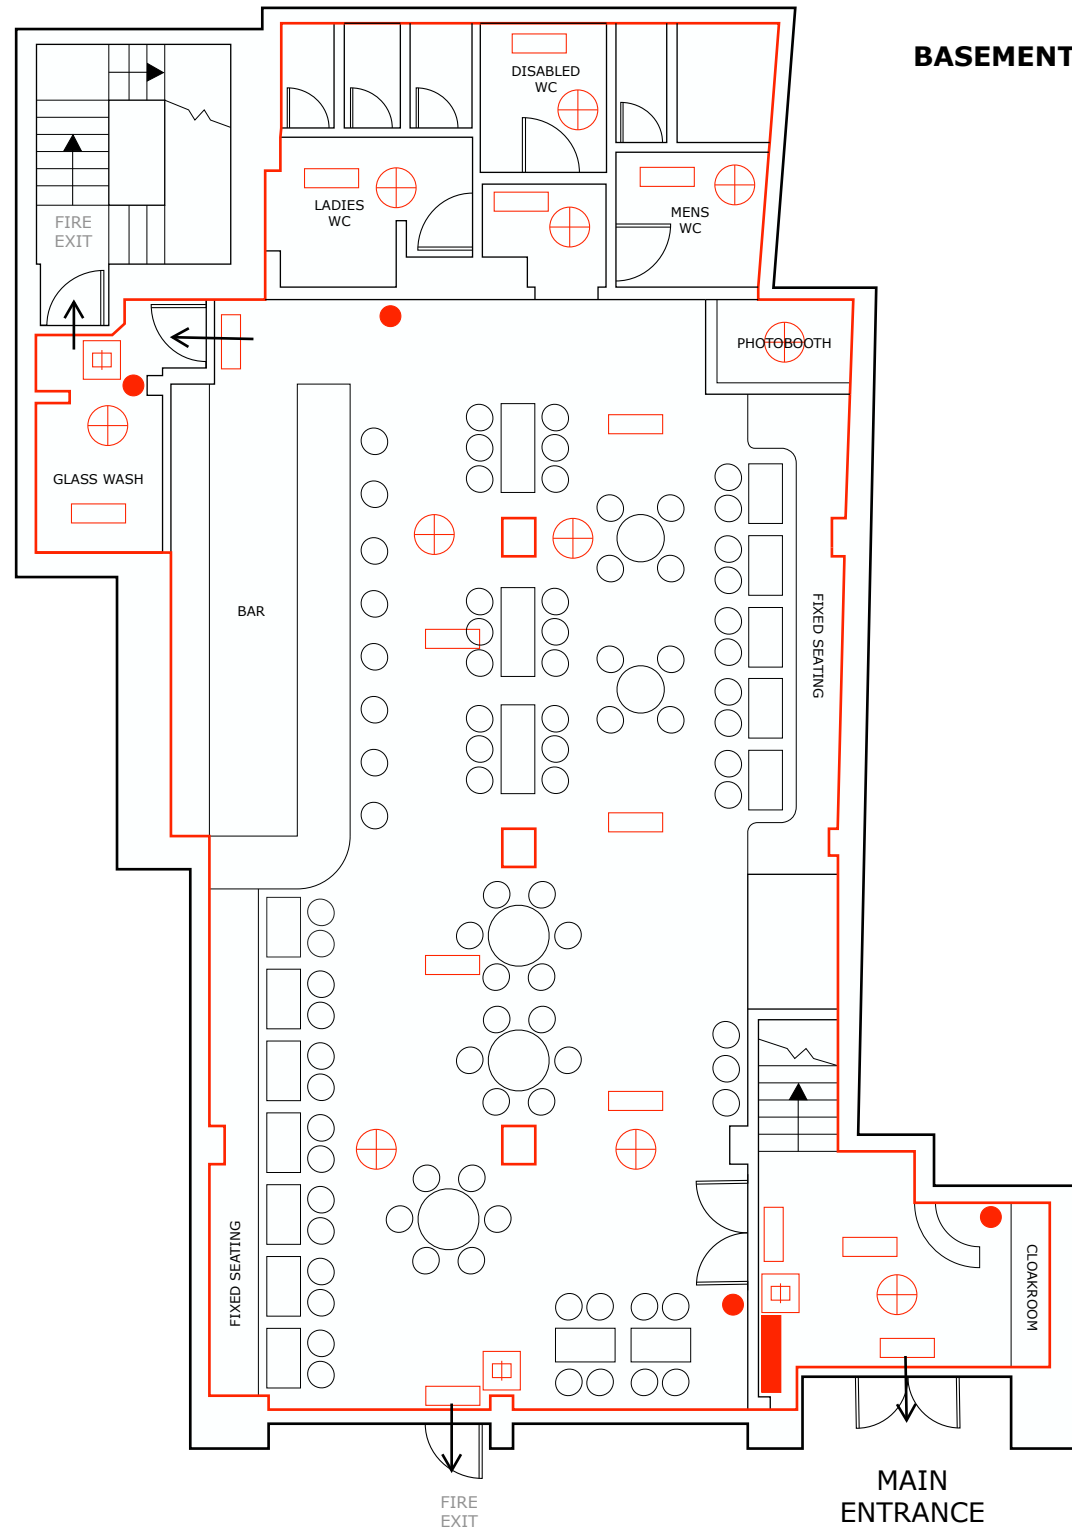 BASEMENT
DISABLED
WC
LADIES
WC
MENS
WC
FIRE
EXIT
PHOTOBOOTH
GLASS WASH
BAR
FIXED SEATING
FIXED SEATING
CLOAKROOM
MAIN
ENTRANCE
FIRE
EXIT